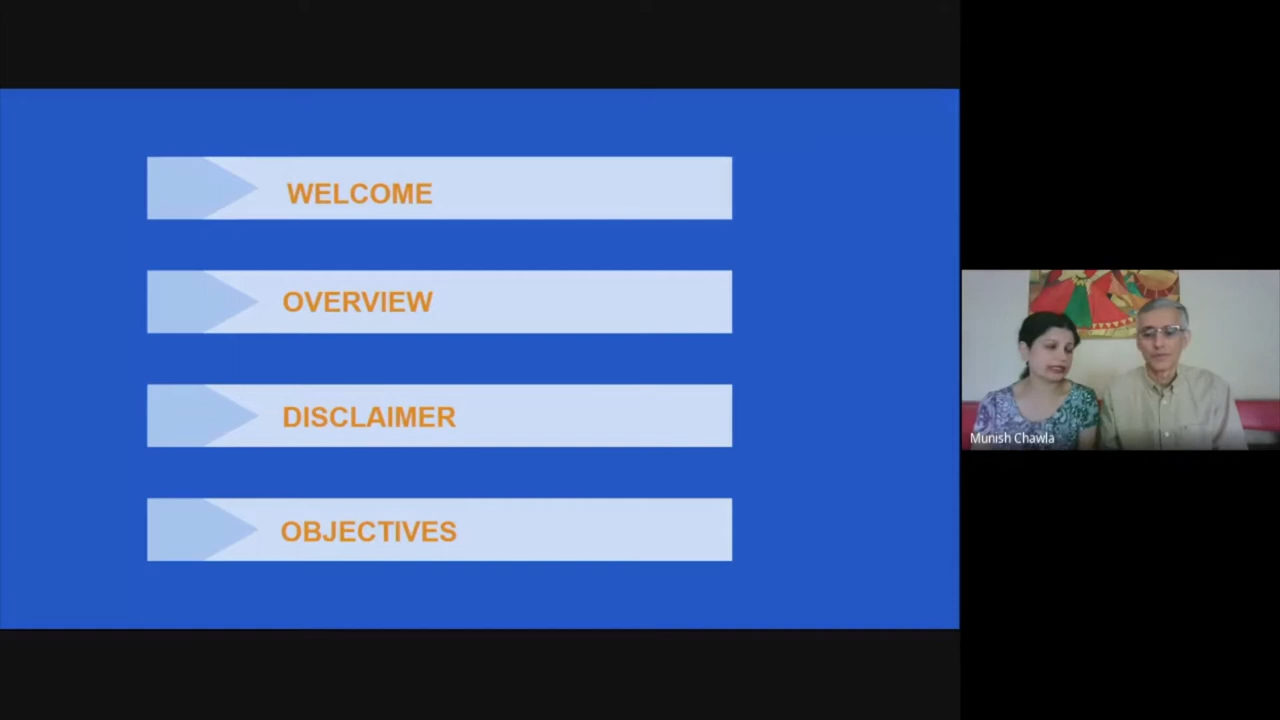 WELCOME
OVERVIEW
DISCLAIMER
OBJECTIVES
Munish Chawla